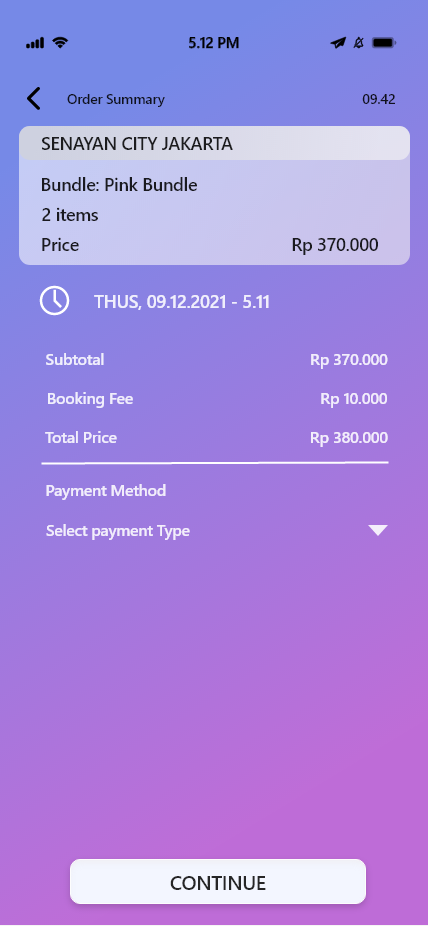 5.12 PM
Order Summary 09.42
SENAYAN CITY JAKARTA
Bundle: Pink Bundle
2 items
Price Rp 370.000
THUS, 09.12.2021 - 5.11
Subtotal Rp 370.000
Booking Fee Rp 10.000
Total Price Rp 380.000
Payment Method
Select payment Type
CONTINUE